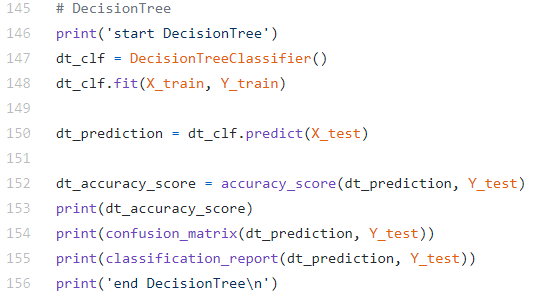 145 # DecisionTree
146 print('start DecisionTree')
147 dt_clf = DecisionTreeClassifier()
148 dt_clf.fit(X_train, Y_train)
149
150 dt_prediction = dt_clf.predict(X_test)
151
152 dt_accuracy_score = accuracy_score(dt_prediction, Y_test)
153 print(dt_accuracy_score)
154 print(confusion_matrix(dt_prediction, Y_test))
155 print(classification_report(dt_prediction, Y_test))
156 print('end DecisionTree\n')